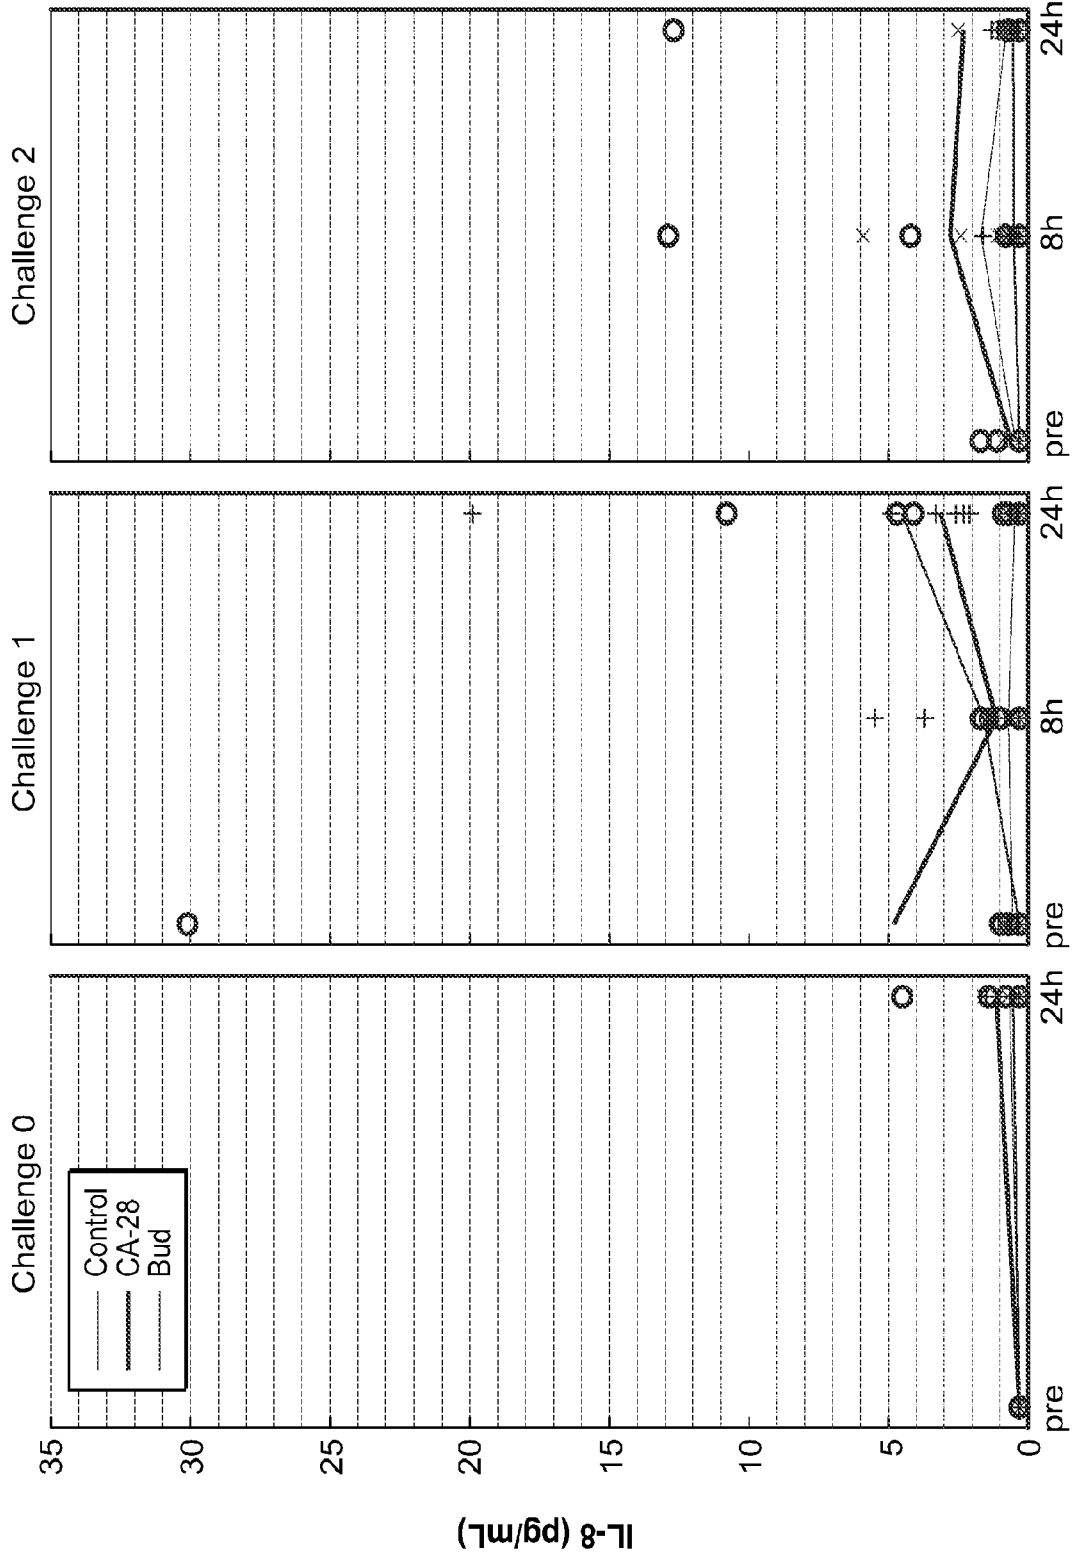 Challenge 0
Challenge 1
Challenge 2
Control
CA-28
Bud
IL-8 (pg/mL)
35
30
25
20
15
10
5
0
pre
24h
pre
8h
24h
pre
8h
24h